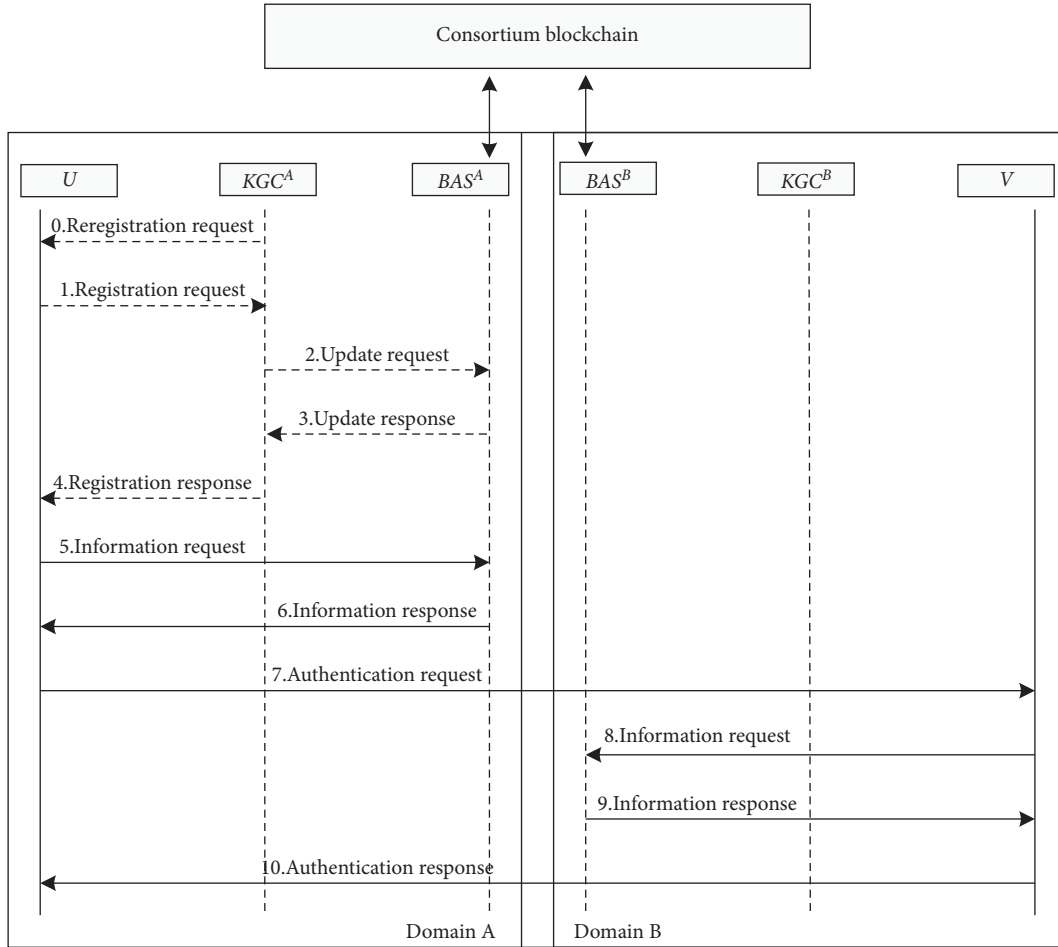 Consortium blockchain
U
KGC^A
BAS^A
BAS^B
KGC^B
V
0.Reregistration request
1.Registration request
2.Update request
3.Update response
4.Registration response
5.Information request
6.Information response
7.Authentication request
8.Information request
9.Information response
10.Authentication response
Domain A
Domain B